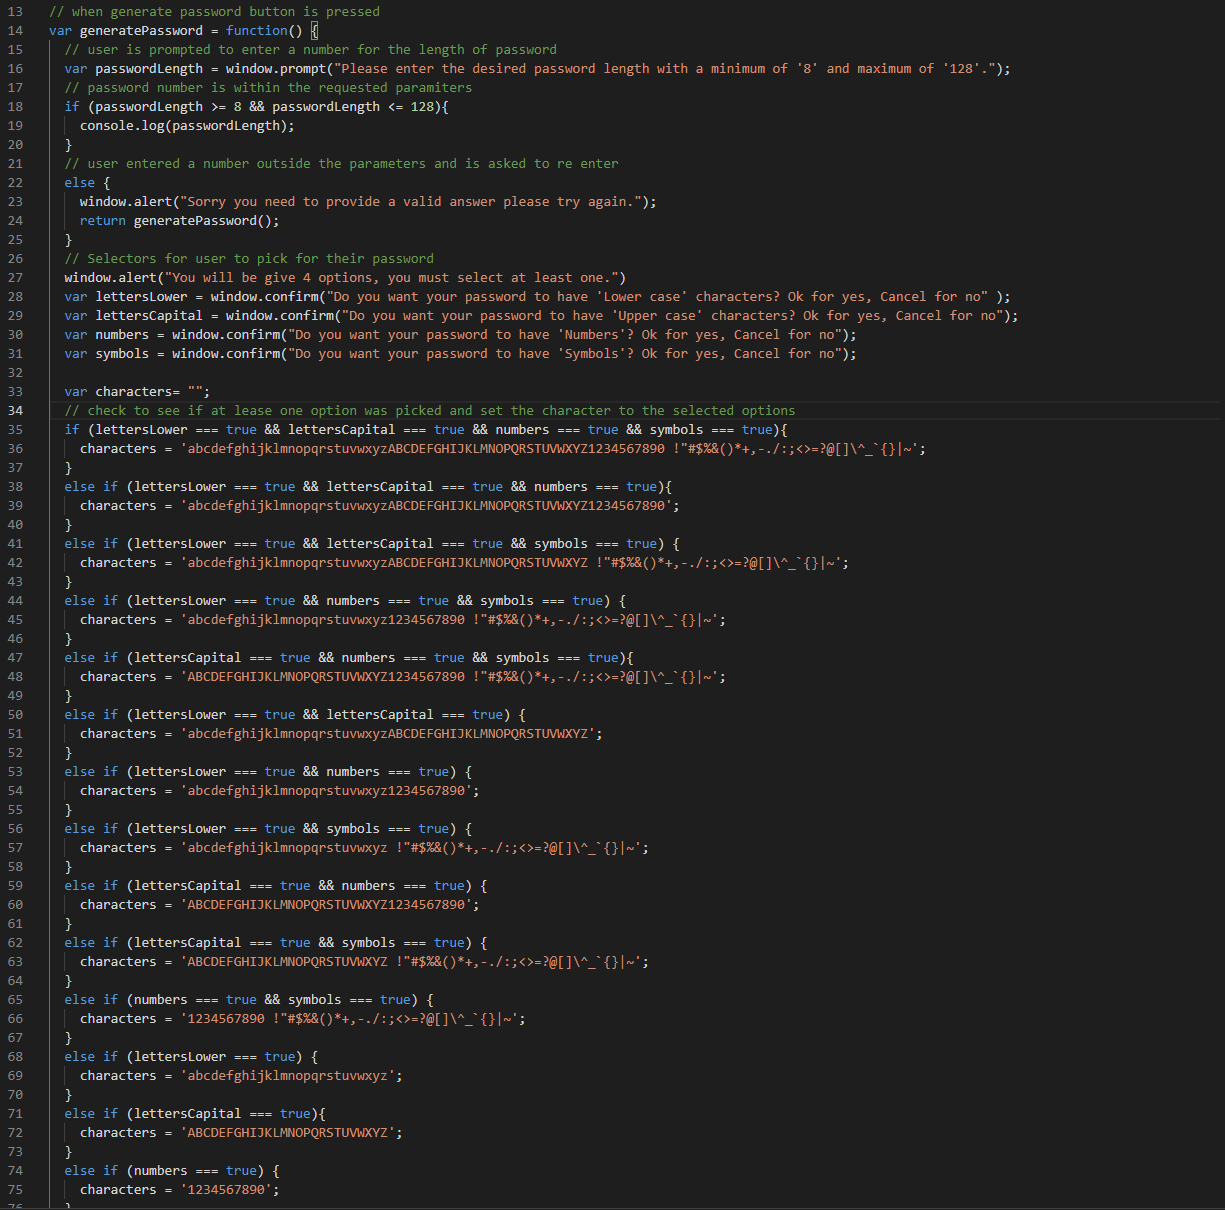 13 // when generate password button is pressed
14 var generatePassword = function() {
15 // user is prompted to enter a number for the length of password
16 var passwordLength = window.prompt("Please enter the desired password length with a minimum of '8' and maximum of '128'.");
17 // password number is within the requested paramiters
18 if (passwordLength >= 8 && passwordLength <= 128){
19 console.log(passwordLength);
20 }
21 // user entered a number outside the parameters and is asked to re enter
22 else {
23 window.alert("Sorry you need to provide a valid answer please try again.");
24 return generatePassword();
25 }
26 // Selectors for user to pick for their password
27 window.alert("You will be give 4 options, you must select at least one.")
28 var lettersLower = window.confirm("Do you want your password to have 'Lower case' characters? Ok for yes, Cancel for no" );
29 var lettersCapital = window.confirm("Do you want your password to have 'Upper case' characters? Ok for yes, Cancel for no");
30 var numbers = window.confirm("Do you want your password to have 'Numbers'? Ok for yes, Cancel for no");
31 var symbols = window.confirm("Do you want your password to have 'Symbols'? Ok for yes, Cancel for no");
32
33 var characters= "";
34 // check to see if at lease one option was picked and set the character to the selected options
35 if (lettersLower === true && lettersCapital === true && numbers === true && symbols === true){
36 characters = 'abcdefghijklmnopqrstuvwxyzABCDEFGHIJKLMNOPQRSTUVWXYZ1234567890 !"#$%&()*+,-./:;<>=?@[]\^_`{}|~';
37 }
38 else if (lettersLower === true && lettersCapital === true && numbers === true){
39 characters = 'abcdefghijklmnopqrstuvwxyzABCDEFGHIJKLMNOPQRSTUVWXYZ1234567890';
40 }
41 else if (lettersLower === true && lettersCapital === true && symbols === true) {
42 characters = 'abcdefghijklmnopqrstuvwxyzABCDEFGHIJKLMNOPQRSTUVWXYZ !"#$%&()*+,-./:;<>=?@[]\^_`{}|~';
43 }
44 else if (lettersLower === true && numbers === true && symbols === true) {
45 characters = 'abcdefghijklmnopqrstuvwxyz1234567890 !"#$%&()*+,-./:;<>=?@[]\^_`{}|~';
46 }
47 else if (lettersCapital === true && numbers === true && symbols === true){
48 characters = 'ABCDEFGHIJKLMNOPQRSTUVWXYZ1234567890 !"#$%&()*+,-./:;<>=?@[]\^_`{}|~';
49 }
50 else if (lettersLower === true && lettersCapital === true) {
51 characters = 'abcdefghijklmnopqrstuvwxyzABCDEFGHIJKLMNOPQRSTUVWXYZ';
52 }
53 else if (lettersLower === true && numbers === true) {
54 characters = 'abcdefghijklmnopqrstuvwxyz1234567890';
55 }
56 else if (lettersLower === true && symbols === true) {
57 characters = 'abcdefghijklmnopqrstuvwxyz !"#$%&()*+,-./:;<>=?@[]\^_`{}|~';
58 }
59 else if (lettersCapital === true && numbers === true) {
60 characters = 'ABCDEFGHIJKLMNOPQRSTUVWXYZ1234567890';
61 }
62 else if (lettersCapital === true && symbols === true) {
63 characters = 'ABCDEFGHIJKLMNOPQRSTUVWXYZ !"#$%&()*+,-./:;<>=?@[]\^_`{}|~';
64 }
65 else if (numbers === true && symbols === true) {
66 characters = '1234567890 !"#$%&()*+,-./:;<>=?@[]\^_`{}|~';
67 }
68 else if (lettersLower === true) {
69 characters = 'abcdefghijklmnopqrstuvwxyz';
70 }
71 else if (lettersCapital === true){
72 characters = 'ABCDEFGHIJKLMNOPQRSTUVWXYZ';
73 }
74 else if (numbers === true) {
75 characters = '1234567890';
76 }